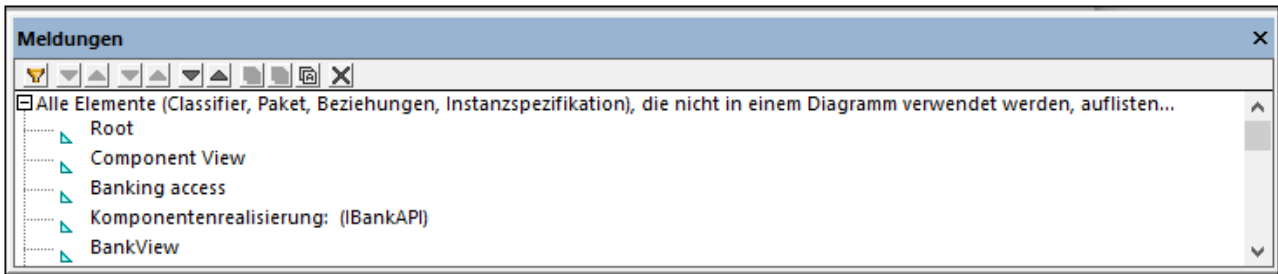 Meldungen
Alle Elemente (Classifier, Paket, Beziehungen, Instanzspezifikation), die nicht in einem Diagramm verwendet werden, auflisten...
Root
Component View
Banking access
Komponentenrealisierung: (IBankAPI)
BankView